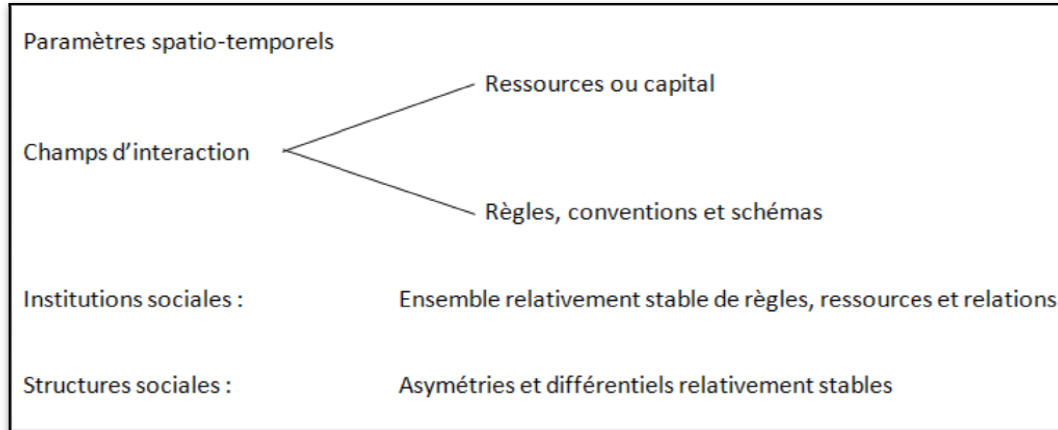 Paramètres spatio-temporels
Ressources ou capital
Champs d’interaction
Règles, conventions et schémas
Institutions sociales : Ensemble relativement stable de règles, ressources et relations
Structures sociales : Asymétries et différentiels relativement stables